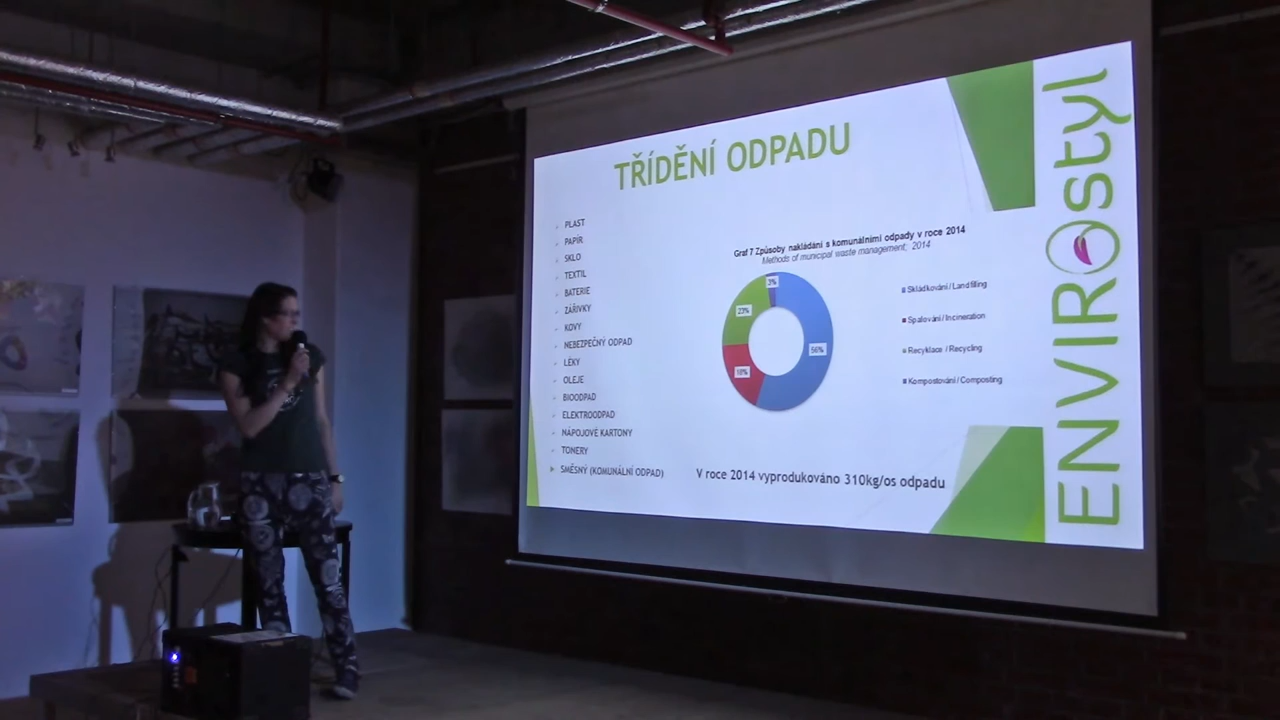 TŘÍDĚNÍ ODPADU
PLAST
PAPÍR
SKLO
TEXTIL
BATERIE
ZÁŘIVKY
KOVY
NEBEZPEČNÝ ODPAD
LÉKY
OLEJE
BIOODPAD
ELEKTROODPAD
NÁPOJOVÉ KARTONY
TONERY
SMĚSNÝ (KOMUNÁLNÍ ODPAD)
Graf 7 Způsoby nakládání s komunálními odpady v roce 2014
Methods of municipal waste management; 2014
3%
23%
56%
18%
Skládkování / Landfilling
Spalování / Incineration
Recyklace / Recycling
Kompostování / Composting
V roce 2014 vyprodukováno 310kg/os odpadu
ENVIROstyl